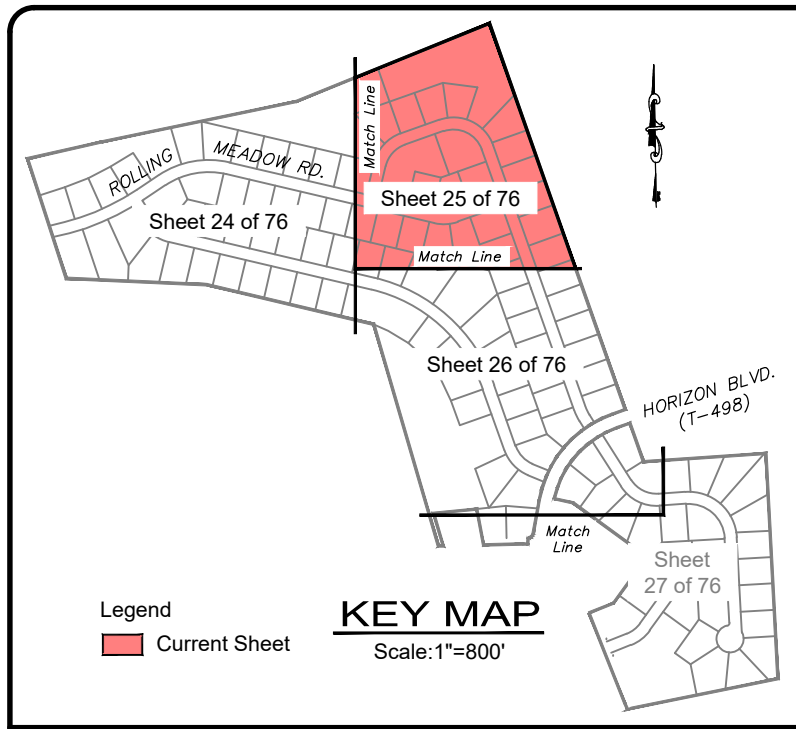 Match Line
ROLLING
MEADOW RD.
Sheet 24 of 76
Sheet 25 of 76
Match Line
Sheet 26 of 76
HORIZON BLVD.
(T-498)
Match
Line
Sheet
27 of 76
Legend
Current Sheet
KEY MAP
Scale:1"=800'